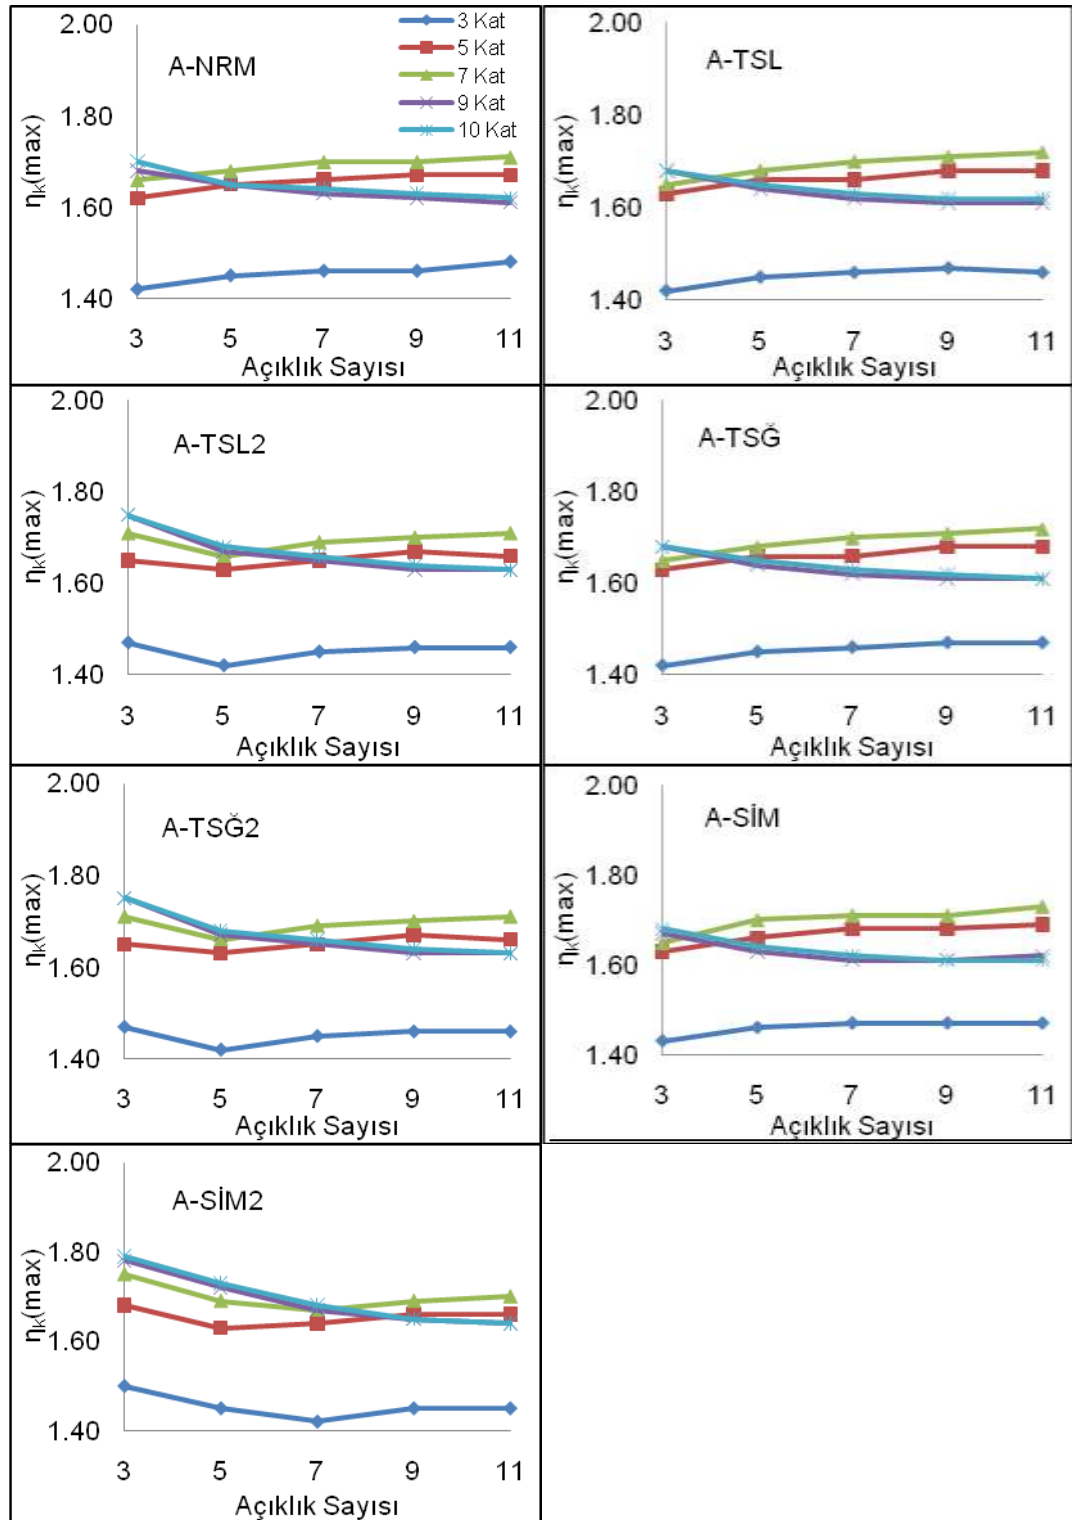 2.00
1.80
1.60
1.40
ηk(max)
A-NRM
3 Kat
5 Kat
7 Kat
9 Kat
10 Kat
3 5 7 9 11
Açıklık Sayısı
2.00
1.80
1.60
1.40
ηk(max)
A-TSL
3 5 7 9 11
Açıklık Sayısı
2.00
1.80
1.60
1.40
ηk(max)
A-TSL2
3 5 7 9 11
Açıklık Sayısı
2.00
1.80
1.60
1.40
ηk(max)
A-TSĞ
3 5 7 9 11
Açıklık Sayısı
2.00
1.80
1.60
1.40
ηk(max)
A-TSĞ2
3 5 7 9 11
Açıklık Sayısı
2.00
1.80
1.60
1.40
ηk(max)
A-SİM
3 5 7 9 11
Açıklık Sayısı
2.00
1.80
1.60
1.40
ηk(max)
A-SİM2
3 5 7 9 11
Açıklık Sayısı